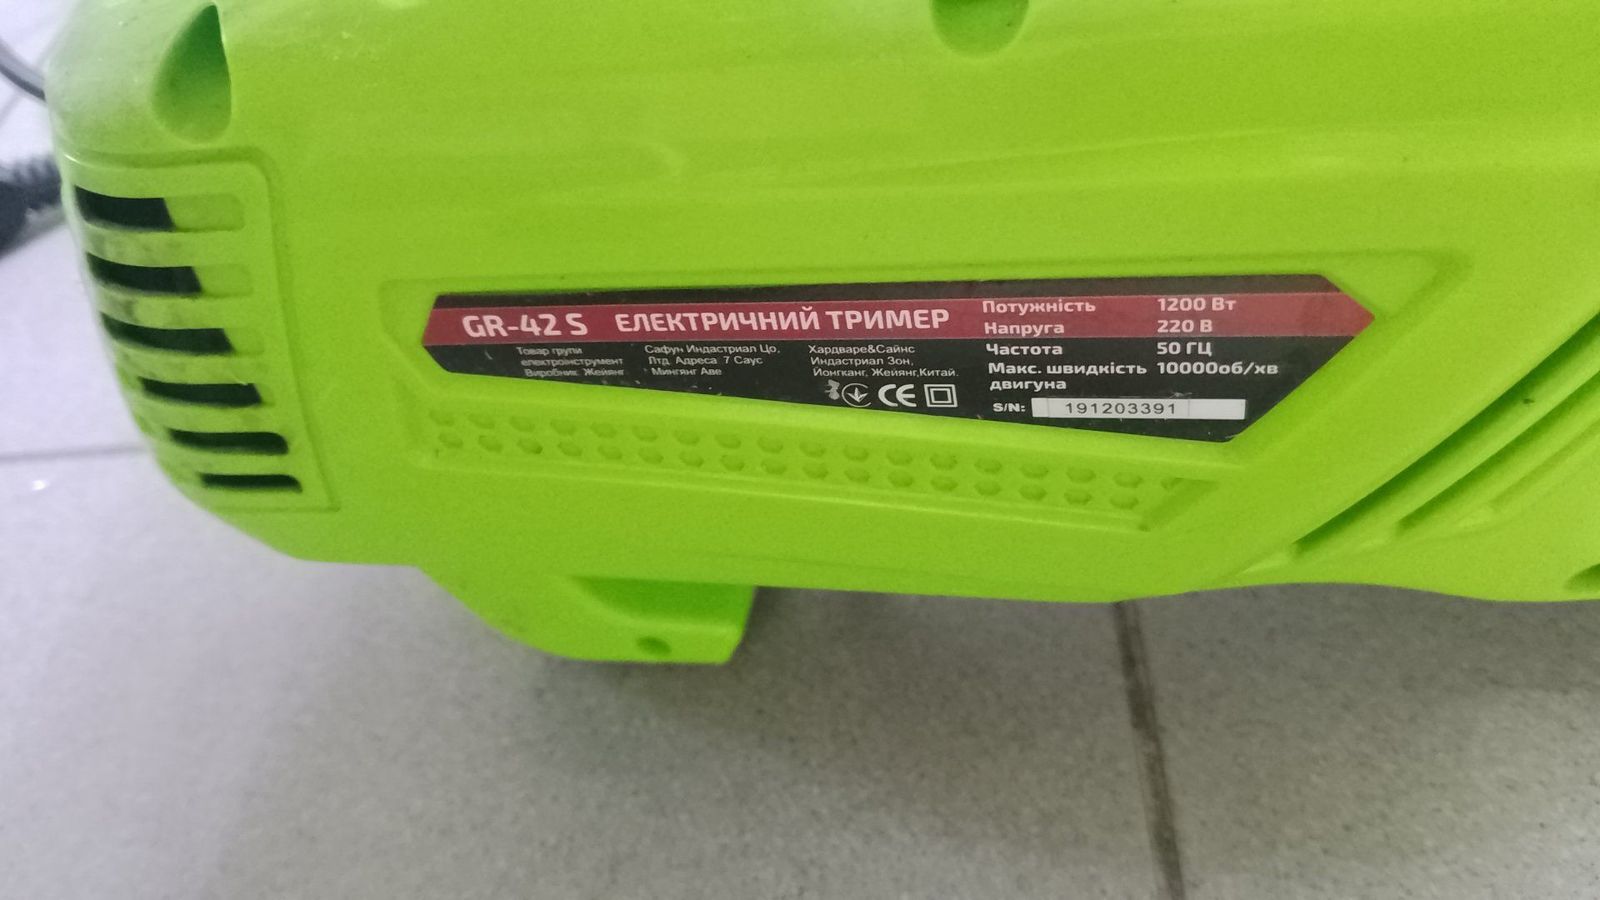 GR-42 S ЕЛЕКТРИЧНИЙ ТРИМЕР
Товар групи
електроінструмент
Виробник: Жеянг
Сафун Индастриал Цо,
Лтд. Адреса: 7 Саус
Мингянг Аве
Хардваре&Сайнс
Индастриал Зон,
Йонгканг, Жейянг,Китай.
CE
Потужність 1200 Вт
Напруга 220 В
Частота 50 ГЦ
Макс. швидкість 10000об/хв
двигуна
S/N: 191203391